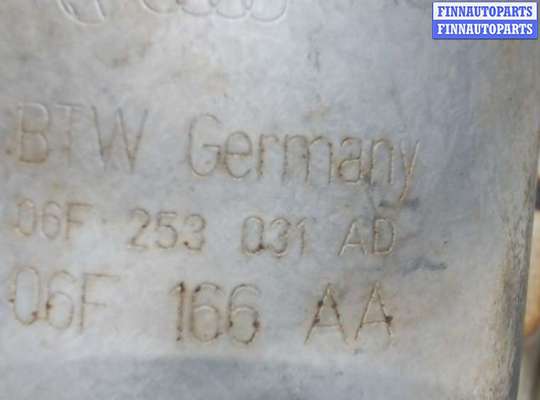 FINNAUTOPARTS
FINNAUTOPARTS
BTW Germany
06F 253 031 AD
06F 166 AA